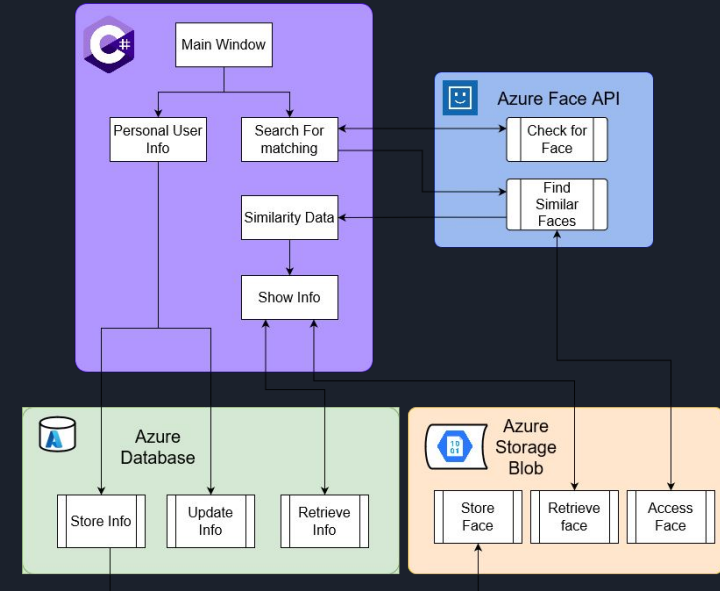 C#
Main Window
Personal User
Info
Search For
matching
Similarity Data
Show Info
Azure Face API
Check for
Face
Find
Similar
Faces
Azure
Database
Store Info
Update
Info
Retrieve
Info
Azure
Storage
Blob
10
01
Store
Face
Retrieve
face
Access
Face